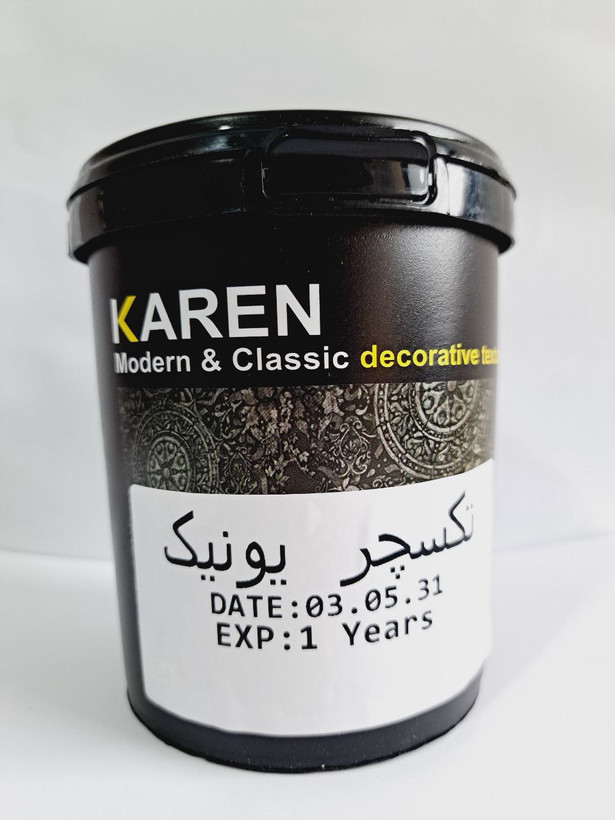 KAREN
Modern & Classic decorative
تکسچر یونیک
DATE:03.05.31
EXP:1 Years